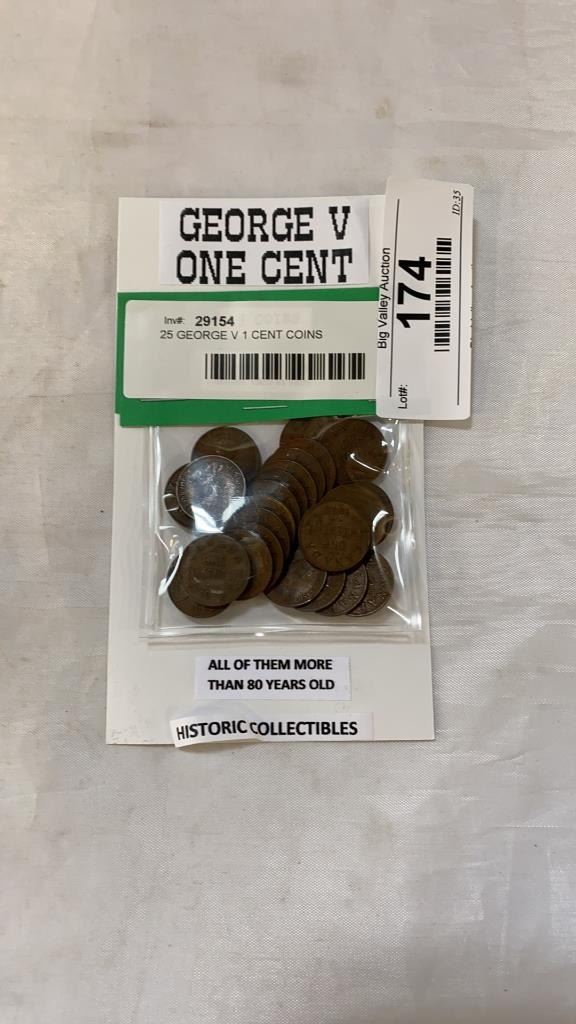 GEORGE V
ONE CENT
Inv#: 29154
25 GEORGE V 1 CENT COINS
Big Valley Auction
Lot#: 174
ID:35
ALL OF THEM MORE
THAN 80 YEARS OLD
HISTORIC COLLECTIBLES